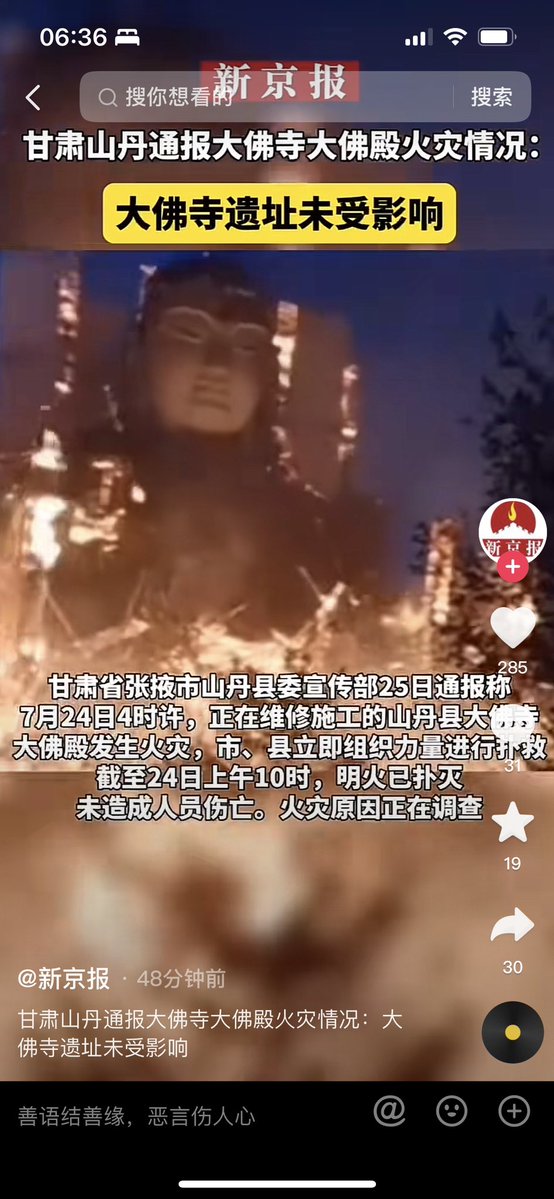 06:36
新京报
搜你想看的
搜索
甘肃山丹通报大佛寺大佛殿火灾情况：
大佛寺遗址未受影响
新京报
285
甘肃省张掖市山丹县委宣传部25日通报称
7月24日4时许，正在维修施工的山丹县大佛寺
大佛殿发生火灾，市、县立即组织力量进行扑救
31
截至24日上午10时，明火已扑灭
未造成人员伤亡。火灾原因正在调查
19
30
@新京报 · 48分钟前
甘肃山丹通报大佛寺大佛殿火灾情况：大
佛寺遗址未受影响
善语结善缘，恶言伤人心